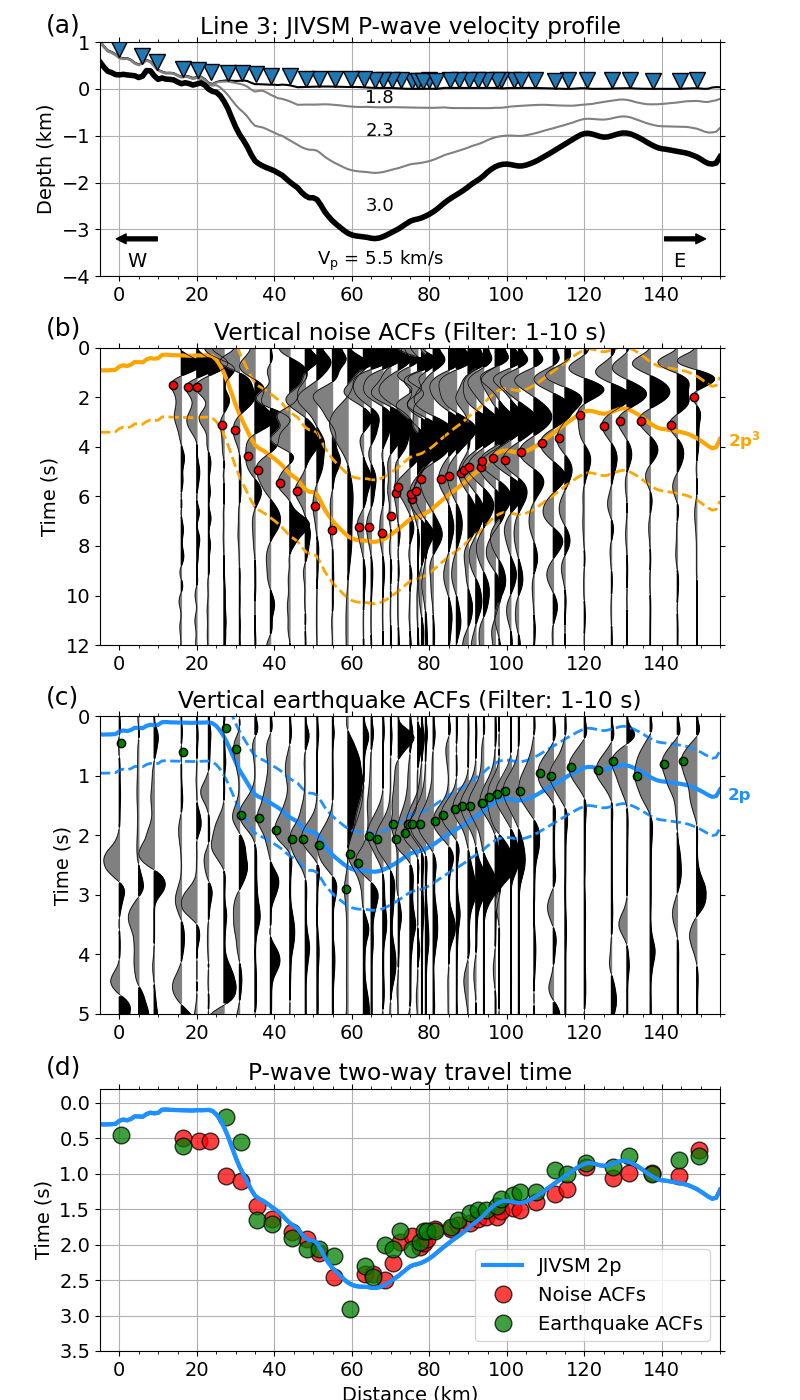 (a)
Line 3: JIVSM P-wave velocity profile
1
0
−1
−2
−3
−4
Depth (km)
1.8
2.3
3.0
Vp = 5.5 km/s
W
E
0 20 40 60 80 100 120 140
(b)
Vertical noise ACFs (Filter: 1-10 s)
0
2
4
6
8
10
12
Time (s)
2p³
0 20 40 60 80 100 120 140
(c)
Vertical earthquake ACFs (Filter: 1-10 s)
0
1
2
3
4
5
Time (s)
2p
0 20 40 60 80 100 120 140
(d)
P-wave two-way travel time
0.0
0.5
1.0
1.5
2.0
2.5
3.0
3.5
Time (s)
JIVSM 2p
Noise ACFs
Earthquake ACFs
0 20 40 60 80 100 120 140
Distance (km)